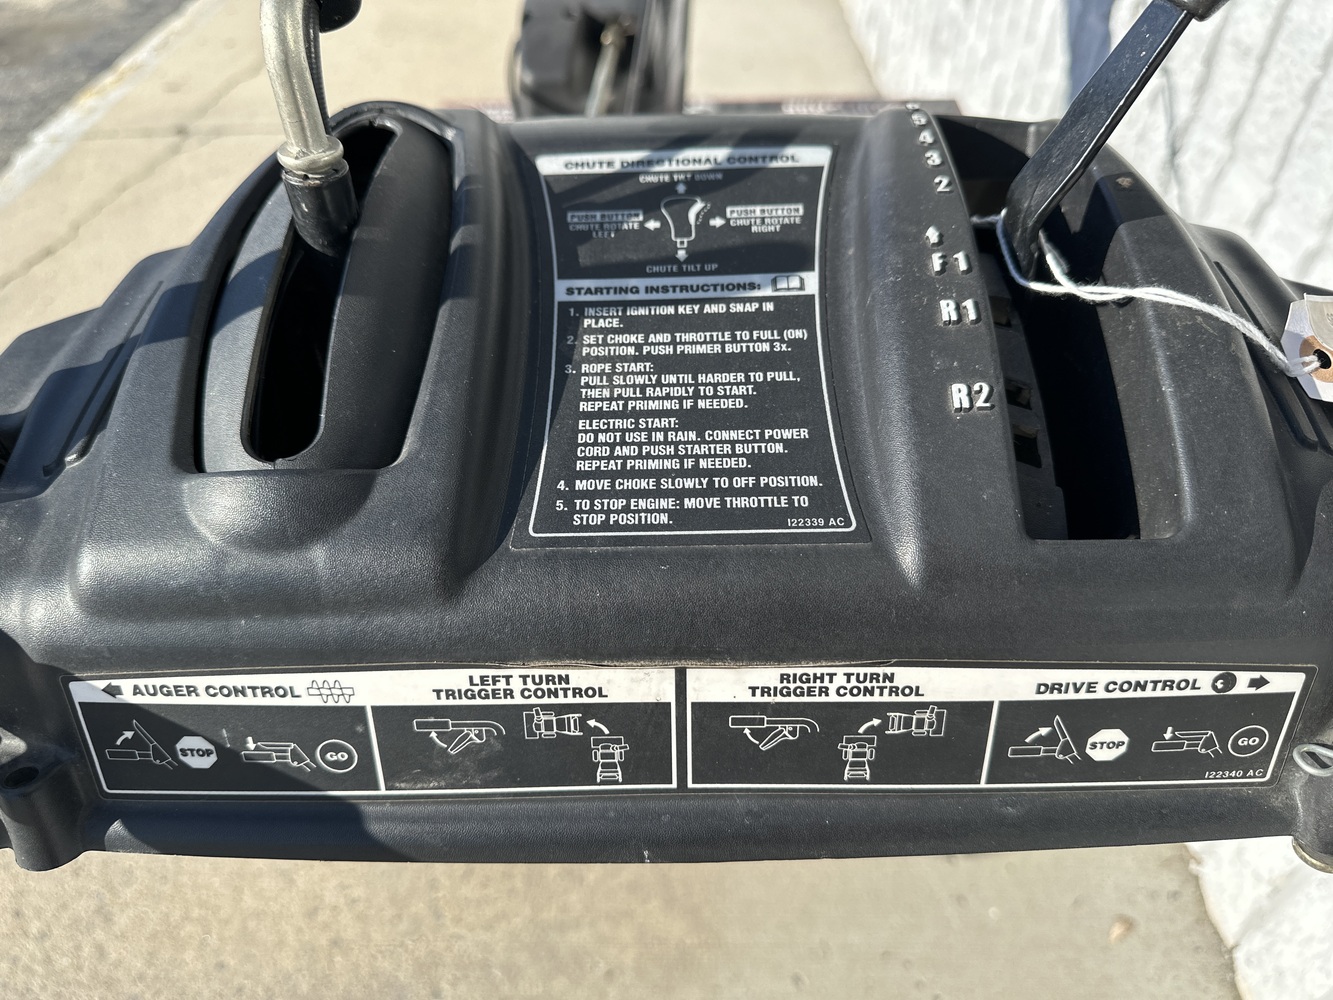 CHUTE DIRECTIONAL CONTROL
CHUTE TILT DOWN
PUSH BUTTON
CHUTE ROTATE
LEFT
PUSH BUTTON
CHUTE ROTATE
RIGHT
CHUTE TILT UP
STARTING INSTRUCTIONS:
1. INSERT IGNITION KEY AND SNAP IN
PLACE.
2. SET CHOKE AND THROTTLE TO FULL (ON)
POSITION. PUSH PRIMER BUTTON 3x.
3. ROPE START:
PULL SLOWLY UNTIL HARDER TO PULL,
THEN PULL RAPIDLY TO START.
REPEAT PRIMING IF NEEDED.
ELECTRIC START:
DO NOT USE IN RAIN. CONNECT POWER
CORD AND PUSH STARTER BUTTON.
REPEAT PRIMING IF NEEDED.
4. MOVE CHOKE SLOWLY TO OFF POSITION.
5. TO STOP ENGINE: MOVE THROTTLE TO
STOP POSITION.
I22339 AC
5
4
3
2
F1
R1
R2
AUGER CONTROL
STOP
GO
LEFT TURN
TRIGGER CONTROL
RIGHT TURN
TRIGGER CONTROL
DRIVE CONTROL
STOP
GO
I22340 AC